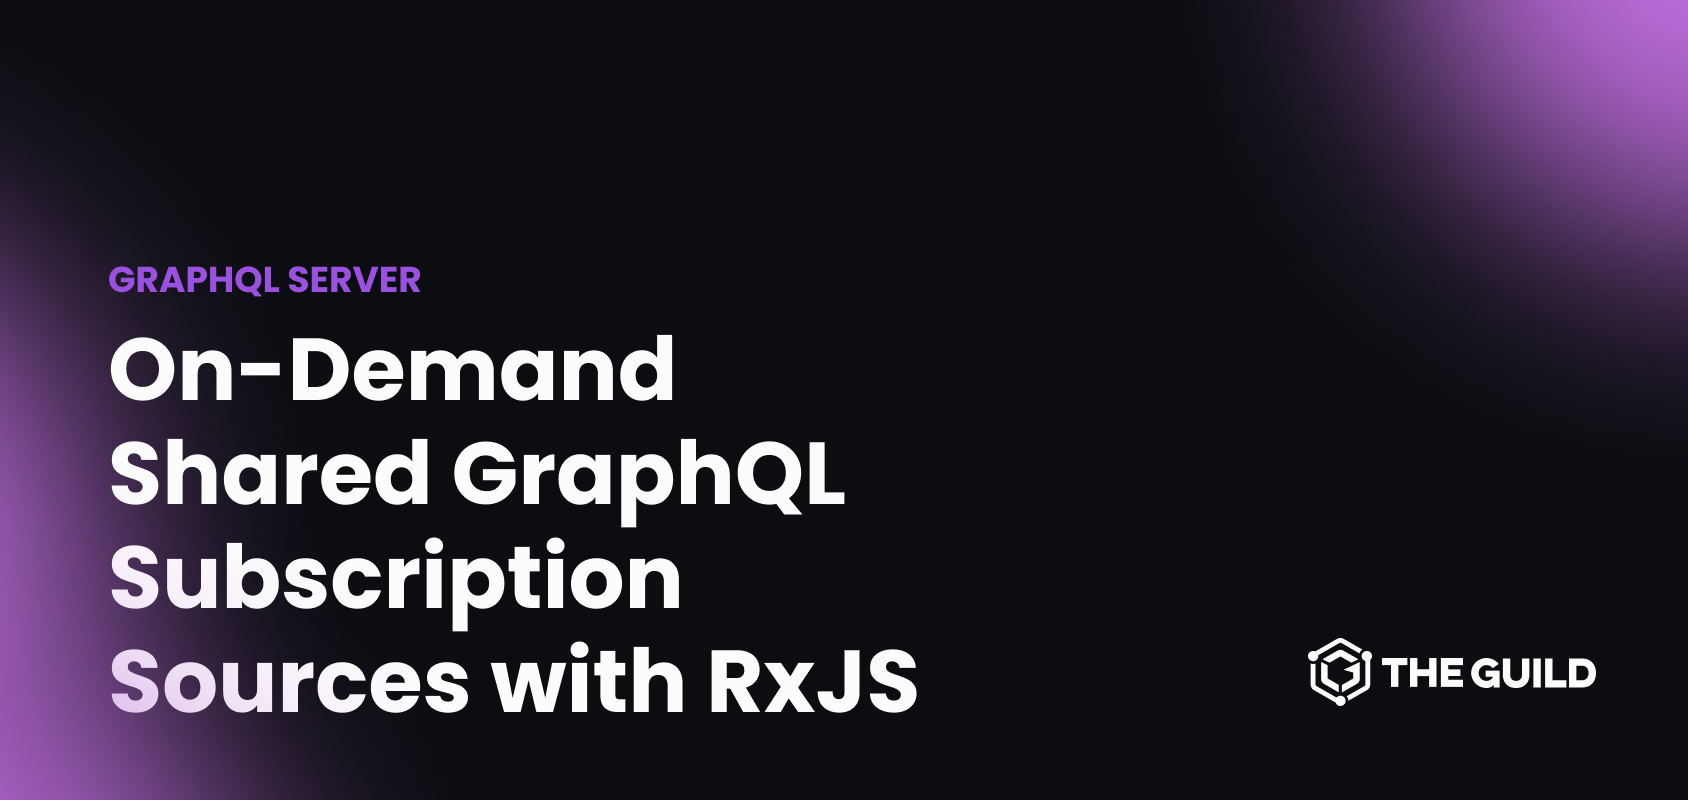 GRAPHQL SERVER
On-Demand
Shared GraphQL
Subscription
Sources with RxJS
THE GUILD